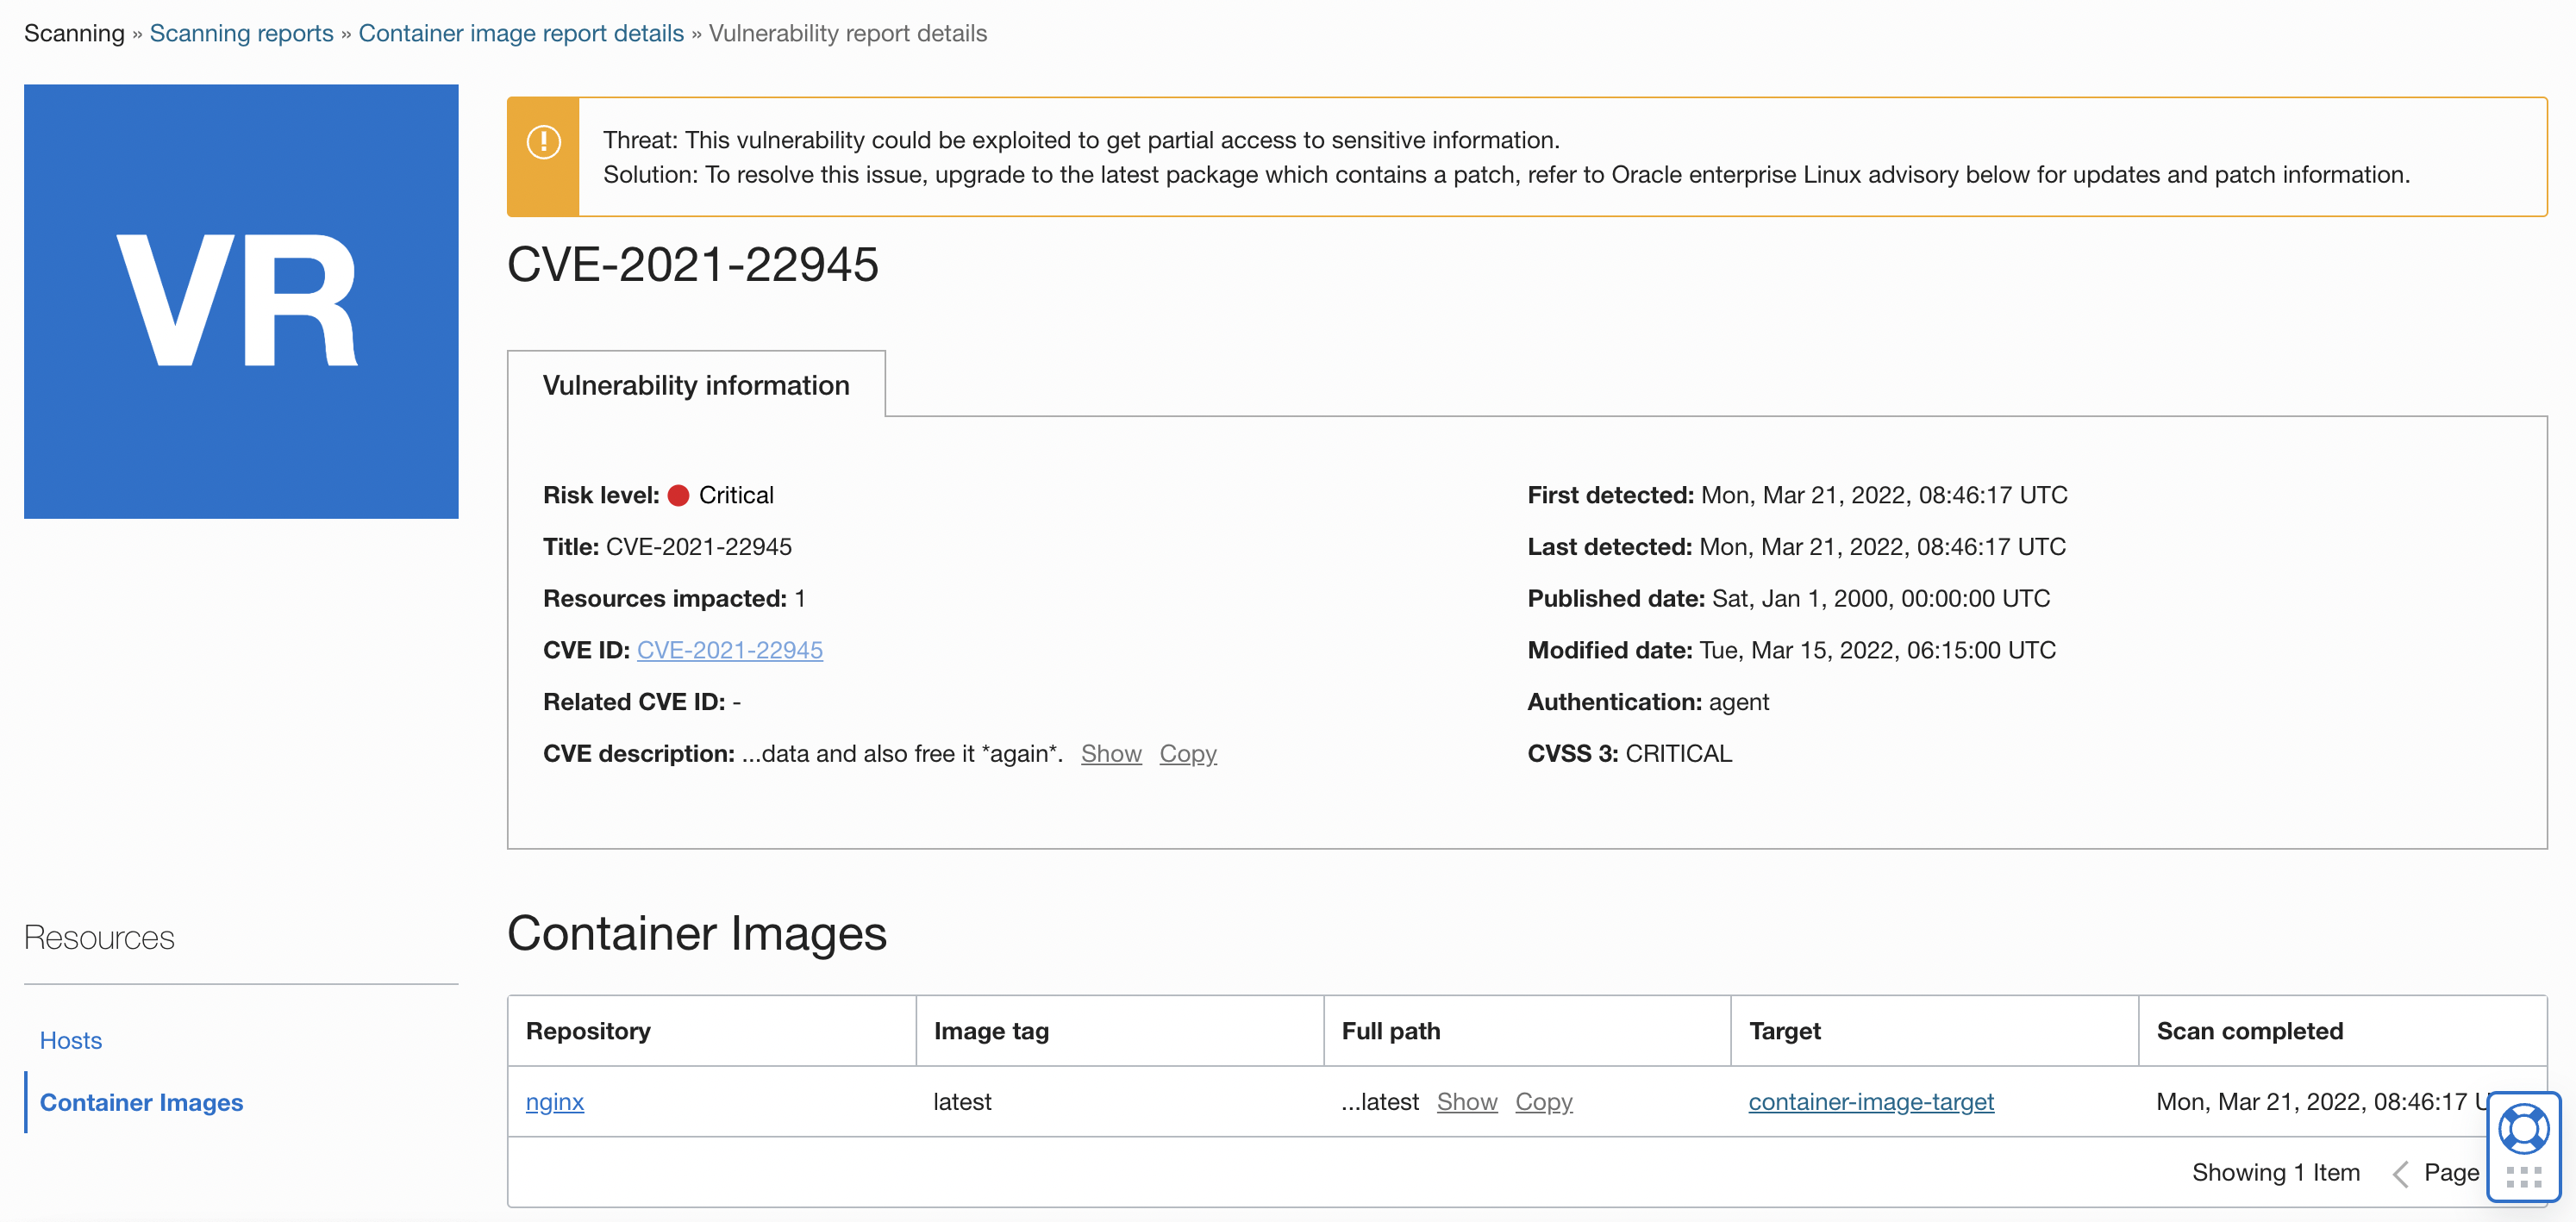 Scanning » Scanning reports » Container image report details » Vulnerability report details
VR
Threat: This vulnerability could be exploited to get partial access to sensitive information.
Solution: To resolve this issue, upgrade to the latest package which contains a patch, refer to Oracle enterprise Linux advisory below for updates and patch information.
CVE-2021-22945
Vulnerability information
Risk level: Critical
Title: CVE-2021-22945
Resources impacted: 1
CVE ID: CVE-2021-22945
Related CVE ID: -
CVE description: ...data and also free it *again*. Show Copy
First detected: Mon, Mar 21, 2022, 08:46:17 UTC
Last detected: Mon, Mar 21, 2022, 08:46:17 UTC
Published date: Sat, Jan 1, 2000, 00:00:00 UTC
Modified date: Tue, Mar 15, 2022, 06:15:00 UTC
Authentication: agent
CVSS 3: CRITICAL
Resources
Hosts
Container Images
Container Images
Repository Image tag Full path Target Scan completed
nginx latest ...latest Show Copy container-image-target Mon, Mar 21, 2022, 08:46:17
Showing 1 Item Page